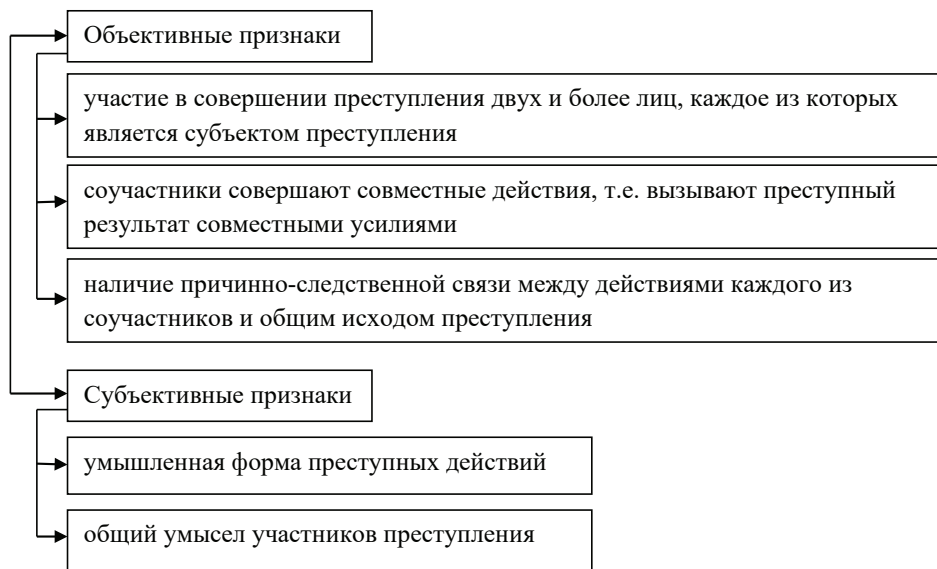 Объективные признаки
участие в совершении преступления двух и более лиц, каждое из которых
является субъектом преступления
соучастники совершают совместные действия, т.е. вызывают преступный
результат совместными усилиями
наличие причинно-следственной связи между действиями каждого из
соучастников и общим исходом преступления
Субъективные признаки
умышленная форма преступных действий
общий умысел участников преступления